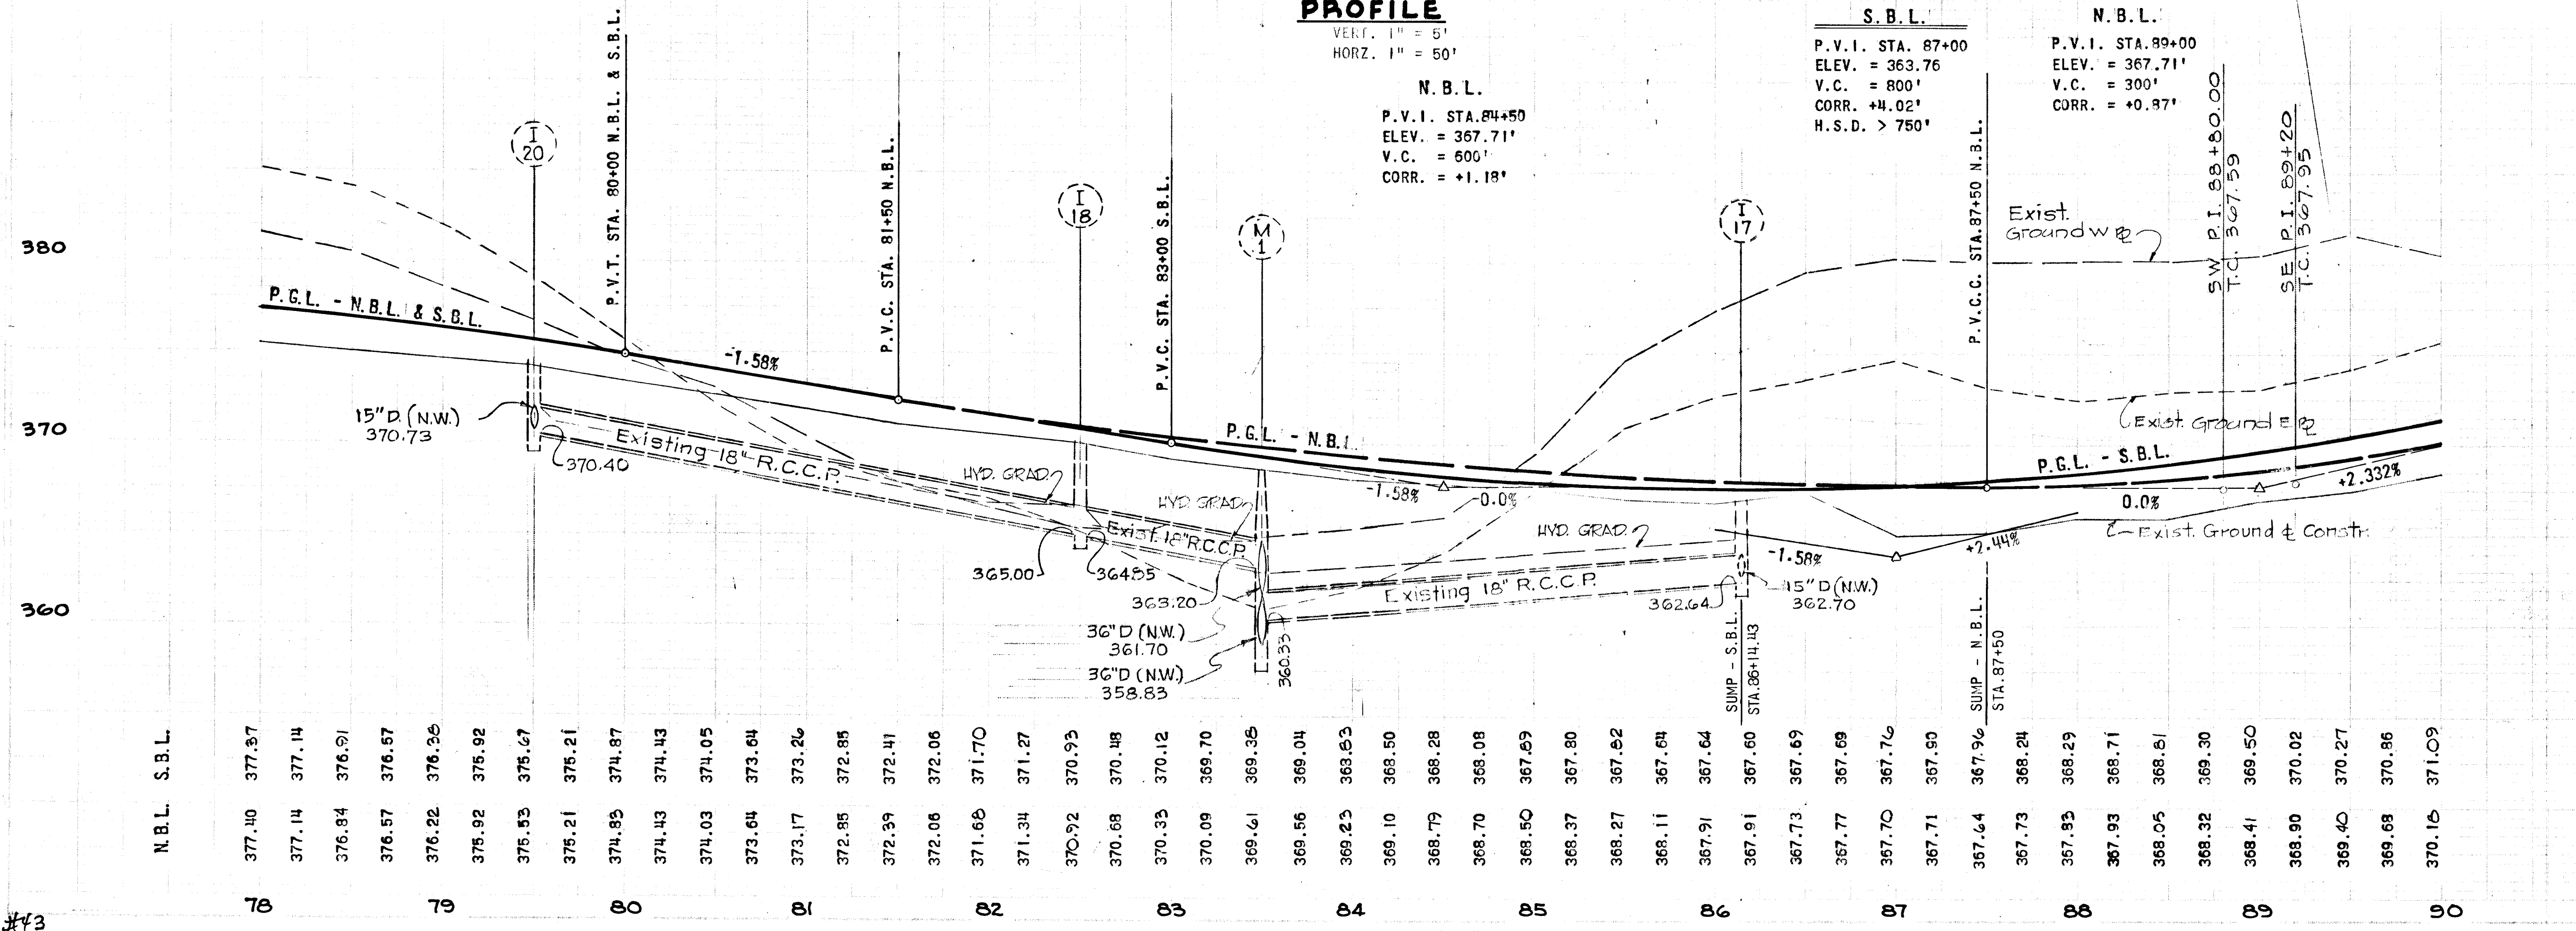 PROFILE
VERT. 1" = 5'
HORZ. 1" = 50'
N.B.L.
P.V.I. STA.84+50
ELEV. = 367.71'
V.C. = 600'
CORR. = +1.18'
S.B.L.
P.V.I. STA. 87+00
ELEV. = 363.76
V.C. = 800'
CORR. +4.02'
H.S.D. > 750'
N.B.L.
P.V.I. STA.89+00
ELEV. = 367.71'
V.C. = 300'
CORR. = +0.87'
I
20
P.V.T. STA. 80+00 N.B.L. & S.B.L.
P.V.C. STA. 81+50 N.B.L.
I
18
P.V.C. STA. 83+00 S.B.L.
M
1
I
17
P.V.C.C. STA.87+50 N.B.L.
SW P.I. 88+80.00
T.C. 367.59
SE P.I. 89+20
T.C. 367.95
Exist.
Ground W PL
380
370
360
P.G.L. - N.B.L. & S.B.L.
-1.58%
15"D. (N.W.)
370.73
370.40
Existing 18" R.C.C.P.
HYD. GRAD.
HYD. GRAD.
P.G.L. - N.B.L.
Exist. 18" R.C.C.P.
365.00
364.85
363.20
36"D (N.W.)
361.70
36"D (N.W.)
358.83
360.33
-1.58%
-0.0%
HYD. GRAD.
Existing 18" R.C.C.P.
362.64
15"D (N.W.)
362.70
-1.58%
+2.44%
Exist. Ground E PL
P.G.L. - S.B.L.
+2.332%
0.0%
Exist. Ground ℄ Constr.
SUMP - S.B.L.
STA.86+14.43
SUMP - N.B.L.
STA.87+50
S.B.L. 377.37 377.14 376.91 376.57 376.38 375.92 375.67 375.21 374.87 374.43 374.05 373.64 373.26 372.85 372.41 372.06 371.70 371.27 370.93 370.48 370.12 369.70 369.38 369.04 363.83 368.50 368.28 368.08 367.89 367.80 367.82 367.64 367.64 367.60 367.69 367.69 367.76 367.90 367.96 368.24 368.29 368.71 368.81 369.30 369.50 370.02 370.27 370.86 371.09
N.B.L. 377.40 377.14 376.84 376.57 376.22 375.92 375.53 375.21 374.83 374.43 374.03 373.64 373.17 372.85 372.39 372.06 371.68 371.34 370.92 370.68 370.33 370.09 369.61 369.56 369.23 369.10 368.79 368.70 368.50 368.37 368.27 368.11 367.91 367.91 367.73 367.77 367.70 367.71 367.64 367.73 367.83 367.93 368.05 368.32 368.41 368.90 369.40 369.68 370.18
78 79 80 81 82 83 84 85 86 87 88 89 90
#43